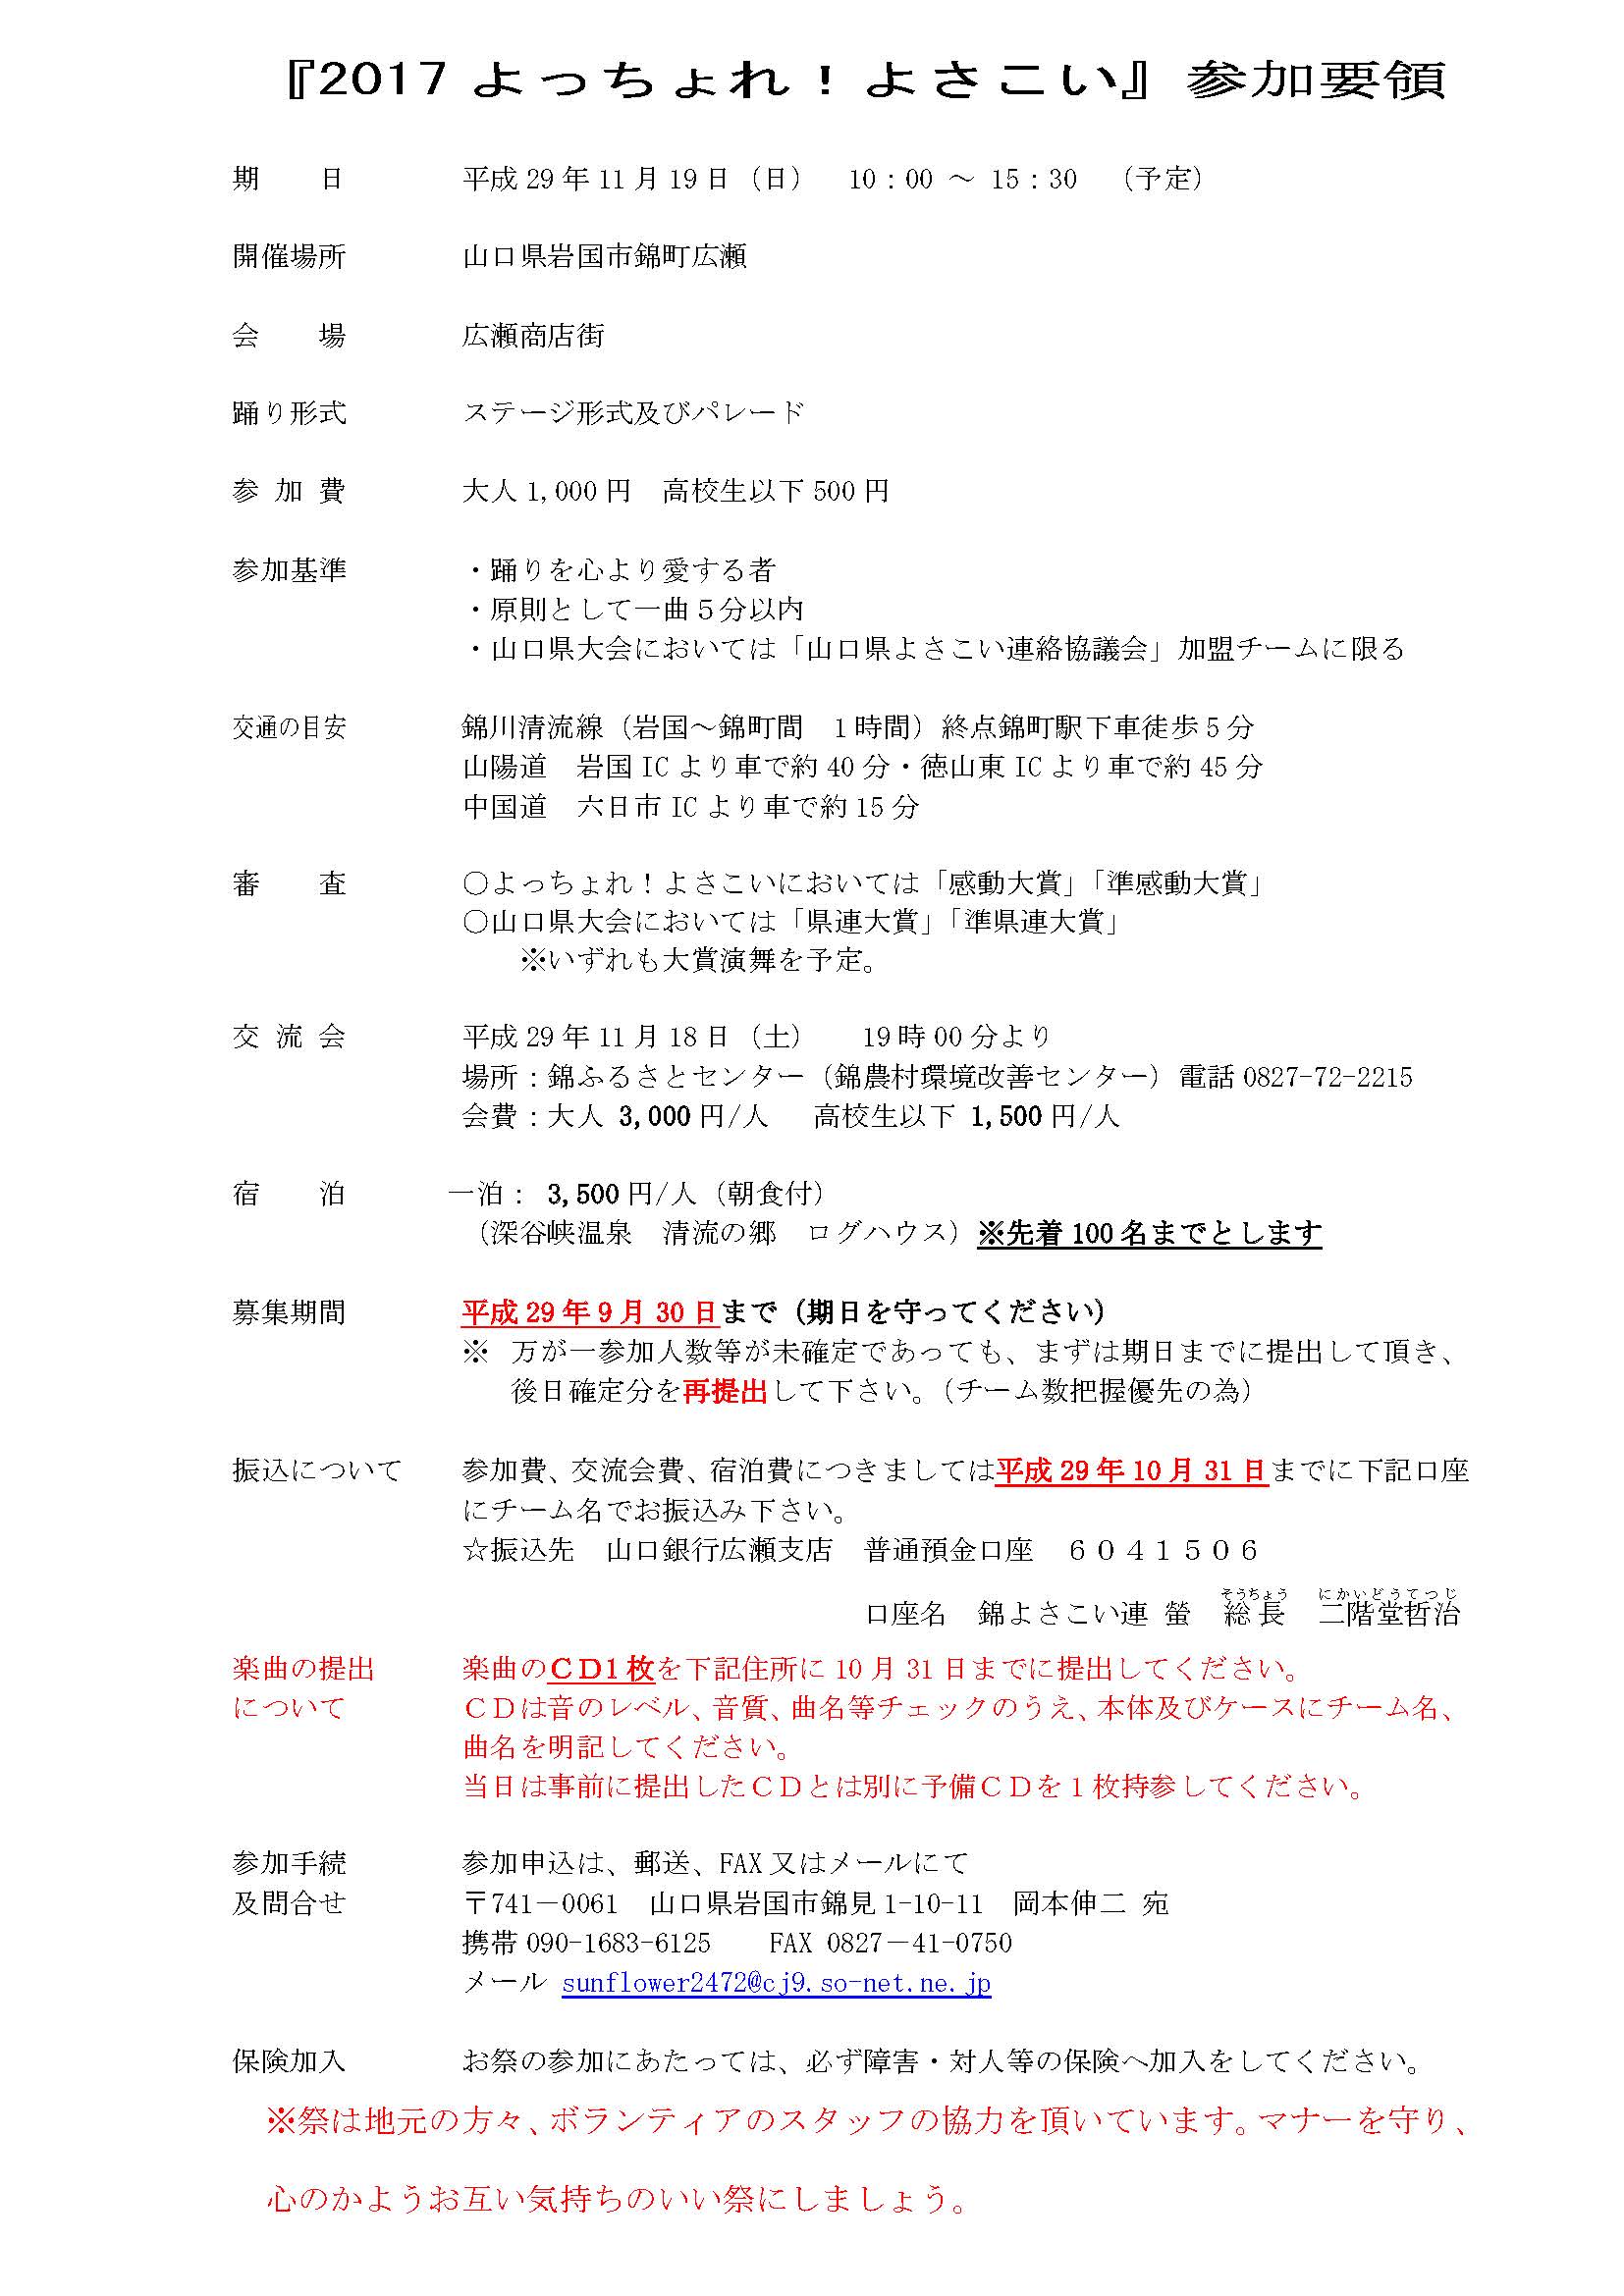 『2017 よっちょれ！よさこい』参加要領
期　　日　　平成 29 年 11 月 19 日（日）　10：00 ～ 15：30　（予定）
開催場所　　山口県岩国市錦町広瀬
会　　場　　広瀬商店街
踊り形式　　ステージ形式及びパレード
参 加 費　　大人 1,000 円　高校生以下 500 円
参加基準　　・踊りを心より愛する者
・原則として一曲５分以内
・山口県大会においては「山口県よさこい連絡協議会」加盟チームに限る
交通の目安　　錦川清流線（岩国～錦町間　1 時間）終点錦町駅下車徒歩 5 分
山陽道　岩国 IC より車で約 40 分・徳山東 IC より車で約 45 分
中国道　六日市 IC より車で約 15 分
審　　査　　○よっちょれ！よさこいにおいては「感動大賞」「準感動大賞」
○山口県大会においては「県連大賞」「準県連大賞」
※いずれも大賞演舞を予定。
交 流 会　　平成 29 年 11 月 18 日（土）　19 時 00 分より
場所：錦ふるさとセンター（錦農村環境改善センター）電話 0827-72-2215
会費：大人 3,000 円/人　高校生以下 1,500 円/人
宿　　泊　　一泊： 3,500 円/人（朝食付）
（深谷峡温泉　清流の郷　ログハウス）※先着 100 名までとします
募集期間　　平成 29 年 9 月 30 日まで（期日を守ってください）
※ 万が一参加人数等が未確定であっても、まずは期日までに提出して頂き、
後日確定分を再提出して下さい。（チーム数把握優先の為）
振込について　　参加費、交流会費、宿泊費につきましては平成 29 年 10 月 31 日までに下記口座
にチーム名でお振込み下さい。
☆振込先　山口銀行広瀬支店　普通預金口座　６０４１５０６
そうちょう　にかいどうてつじ
口座名　錦よさこい連 螢　総長　二階堂哲治
楽曲の提出　　楽曲のＣＤ1 枚を下記住所に 10 月 31 日までに提出してください。
について　　ＣＤは音のレベル、音質、曲名等チェックのうえ、本体及びケースにチーム名、
曲名を明記してください。
当日は事前に提出したＣＤとは別に予備ＣＤを１枚持参してください。
参加手続　　参加申込は、郵送、FAX 又はメールにて
及問合せ　　〒741－0061　山口県岩国市錦見 1-10-11　岡本伸二 宛
携帯 090-1683-6125　FAX 0827－41-0750
メール sunflower2472@cj9.so-net.ne.jp
保険加入　　お祭の参加にあたっては、必ず障害・対人等の保険へ加入をしてください。
※祭は地元の方々、ボランティアのスタッフの協力を頂いています。マナーを守り、
心のかようお互い気持ちのいい祭にしましょう。